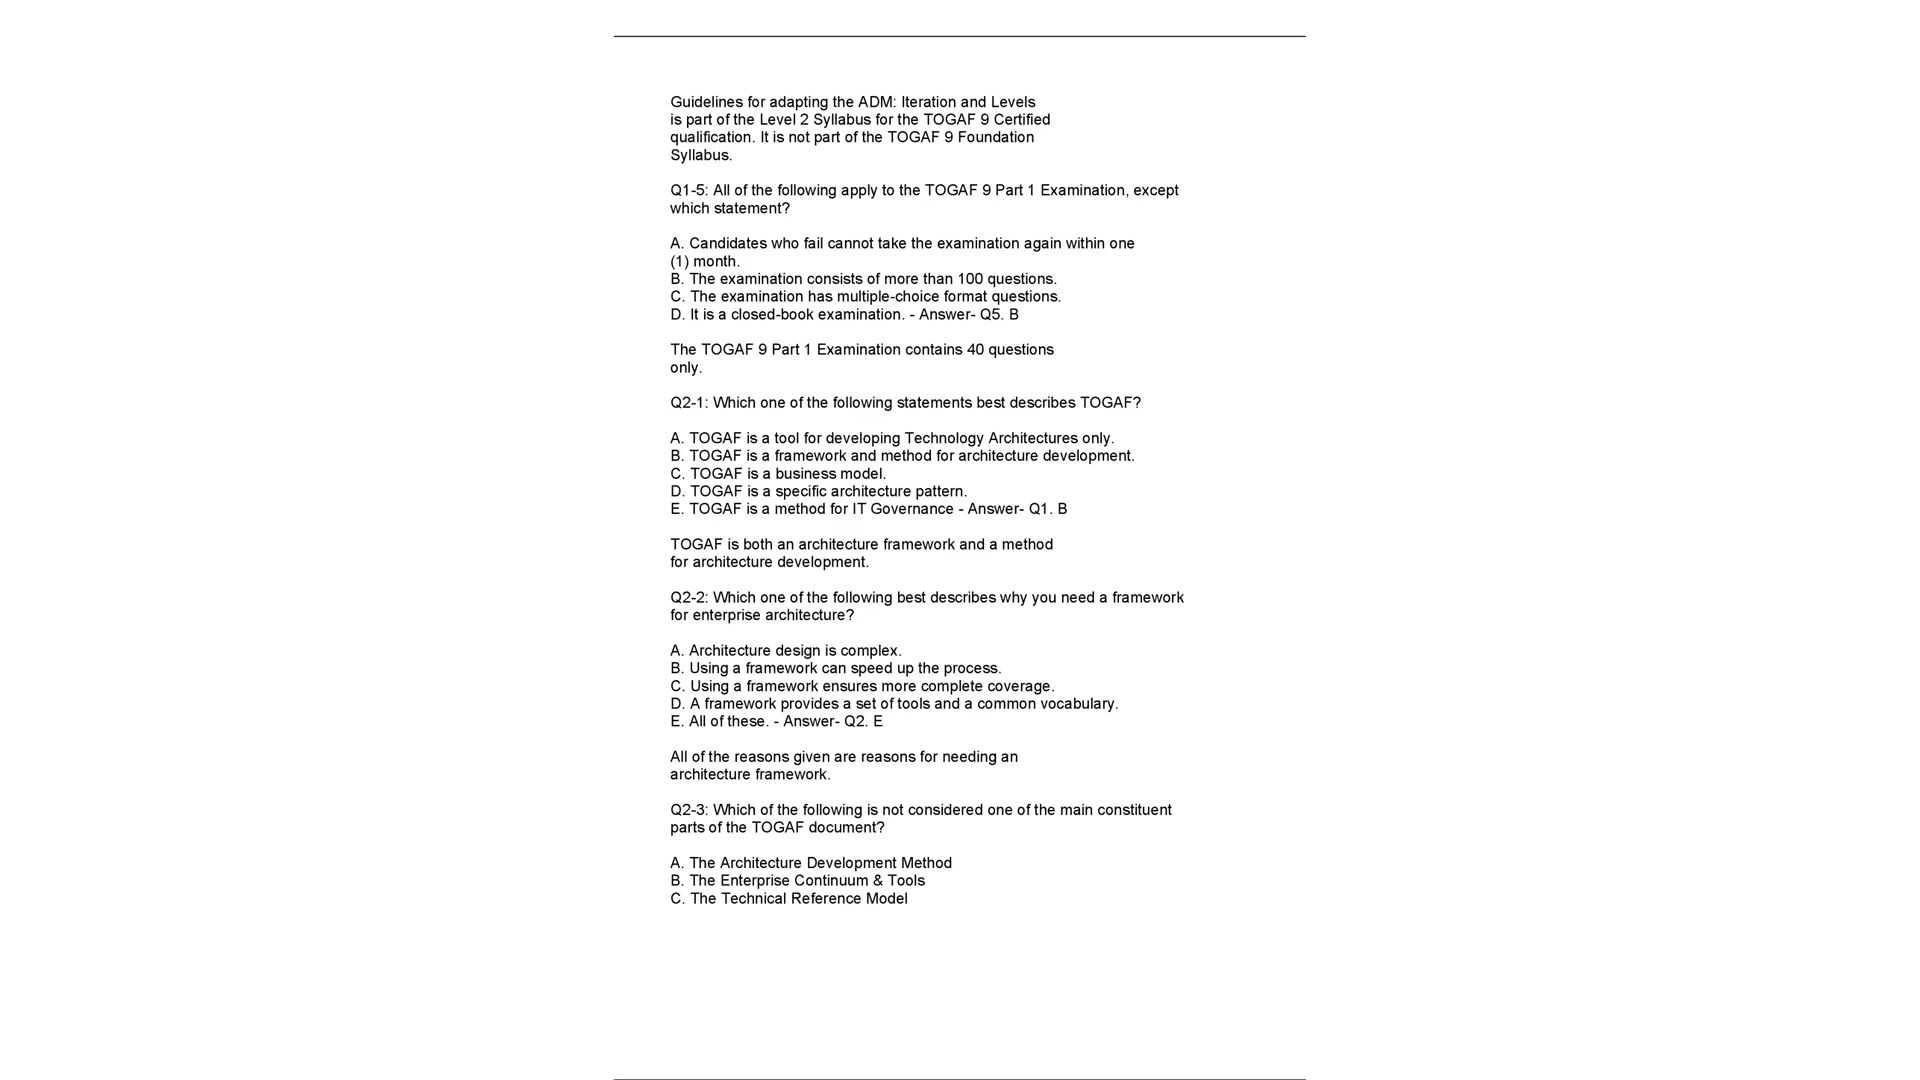 Guidelines for adapting the ADM: Iteration and Levels
is part of the Level 2 Syllabus for the TOGAF 9 Certified
qualification. It is not part of the TOGAF 9 Foundation
Syllabus.
Q1-5: All of the following apply to the TOGAF 9 Part 1 Examination, except
which statement?
A. Candidates who fail cannot take the examination again within one
(1) month.
B. The examination consists of more than 100 questions.
C. The examination has multiple-choice format questions.
D. It is a closed-book examination. - Answer- Q5. B
The TOGAF 9 Part 1 Examination contains 40 questions
only.
Q2-1: Which one of the following statements best describes TOGAF?
A. TOGAF is a tool for developing Technology Architectures only.
B. TOGAF is a framework and method for architecture development.
C. TOGAF is a business model.
D. TOGAF is a specific architecture pattern.
E. TOGAF is a method for IT Governance - Answer- Q1. B
TOGAF is both an architecture framework and a method
for architecture development.
Q2-2: Which one of the following best describes why you need a framework
for enterprise architecture?
A. Architecture design is complex.
B. Using a framework can speed up the process.
C. Using a framework ensures more complete coverage.
D. A framework provides a set of tools and a common vocabulary.
E. All of these. - Answer- Q2. E
All of the reasons given are reasons for needing an
architecture framework.
Q2-3: Which of the following is not considered one of the main constituent
parts of the TOGAF document?
A. The Architecture Development Method
B. The Enterprise Continuum & Tools
C. The Technical Reference Model